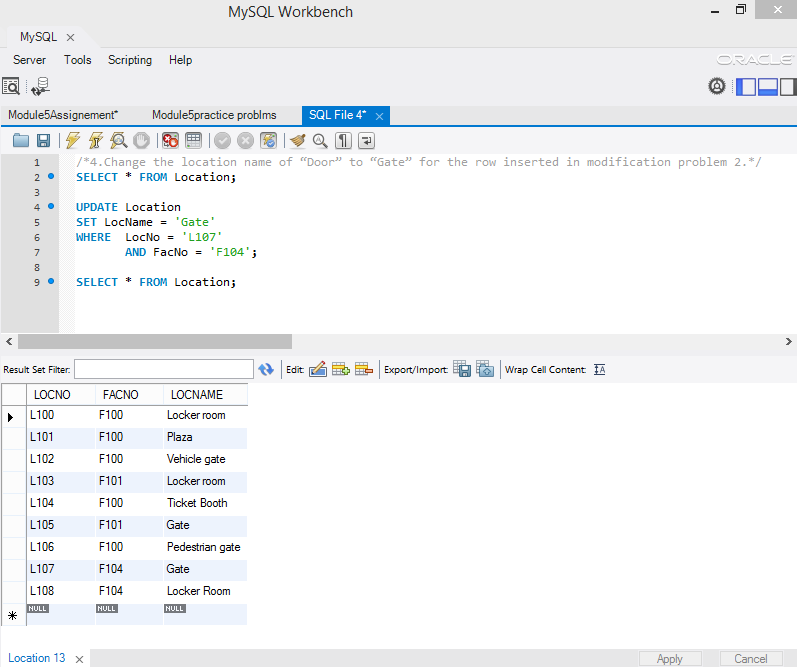 MySQL Workbench
MySQL
Server Tools Scripting Help
ORACLE
Module5Assignement* Module5practice problms SQL File 4*
1 /*4.Change the location name of “Door” to “Gate” for the row inserted in modification problem 2.*/
2 SELECT * FROM Location;
3
4 UPDATE Location
5 SET LocName = 'Gate'
6 WHERE LocNo = 'L107'
7 AND FacNo = 'F104';
8
9 SELECT * FROM Location;
Result Set Filter: Edit: Export/Import: Wrap Cell Content: IA
LOCNO FACNO LOCNAME
L100 F100 Locker room
L101 F100 Plaza
L102 F100 Vehicle gate
L103 F101 Locker room
L104 F100 Ticket Booth
L105 F101 Gate
L106 F100 Pedestrian gate
L107 F104 Gate
L108 F104 Locker Room
NULL NULL NULL
Location 13 Apply Cancel